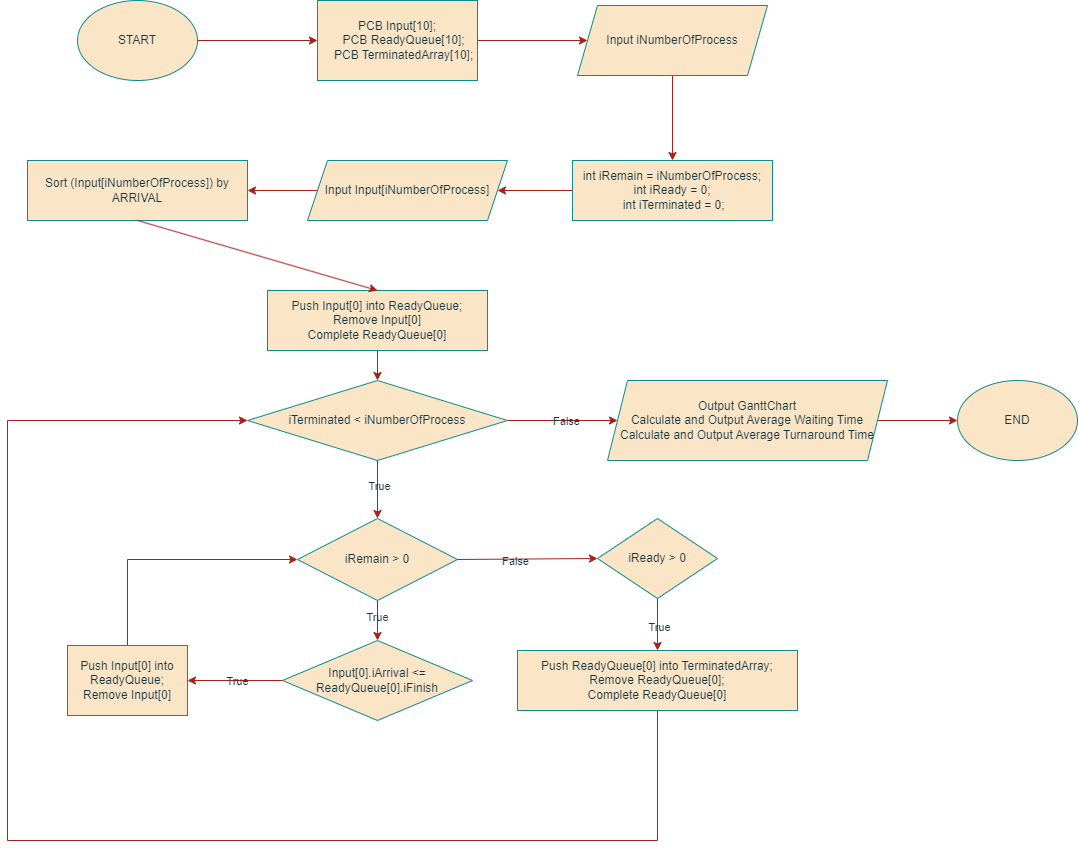 START
PCB Input[10];
PCB ReadyQueue[10];
PCB TerminatedArray[10];
Input iNumberOfProcess
int iRemain = iNumberOfProcess;
int iReady = 0;
int iTerminated = 0;
Input Input[iNumberOfProcess]
Sort (Input[iNumberOfProcess]) by
ARRIVAL
Push Input[0] into ReadyQueue;
Remove Input[0]
Complete ReadyQueue[0]
iTerminated < iNumberOfProcess
False
Output GanttChart
Calculate and Output Average Waiting Time
Calculate and Output Average Turnaround Time
END
True
iRemain > 0
False
iReady > 0
True
True
Input[0].iArrival <=
ReadyQueue[0].iFinish
True
Push Input[0] into
ReadyQueue;
Remove Input[0]
Push ReadyQueue[0] into TerminatedArray;
Remove ReadyQueue[0];
Complete ReadyQueue[0]